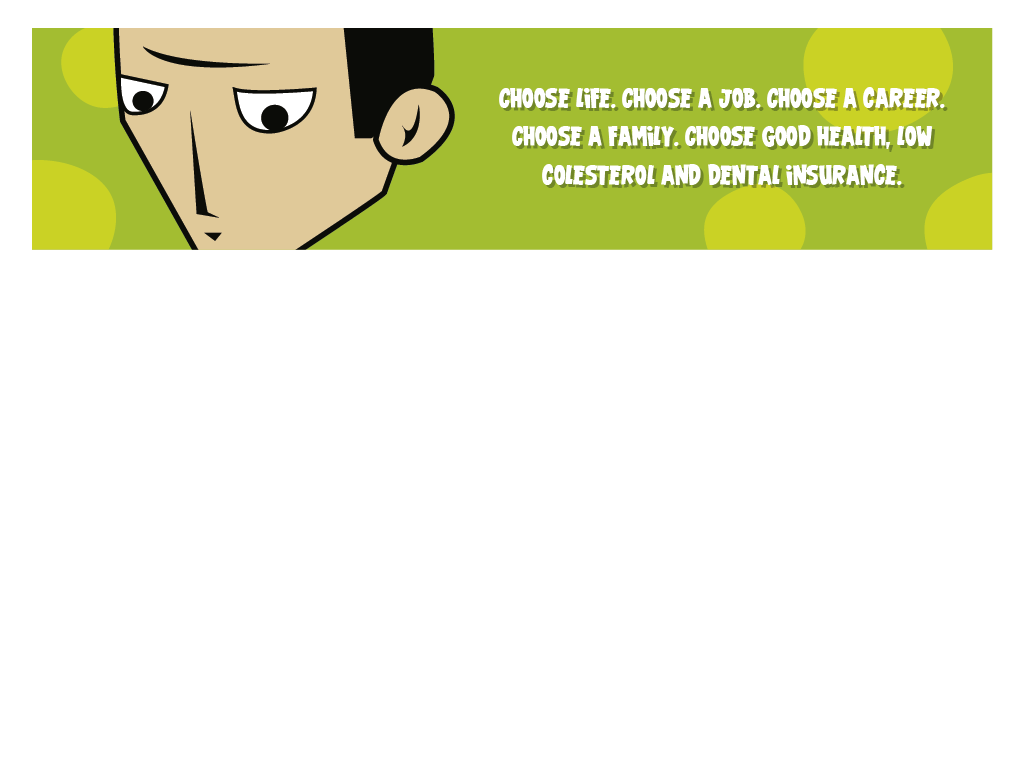 CHOOSE LiFE. CHOOSE A JOB. CHOOSE A CAREER.
CHOOSE A FAMiLY. CHOOSE GOOD HEALTH, LOW
COLESTEROL AND DENTAL iNSURANCE.